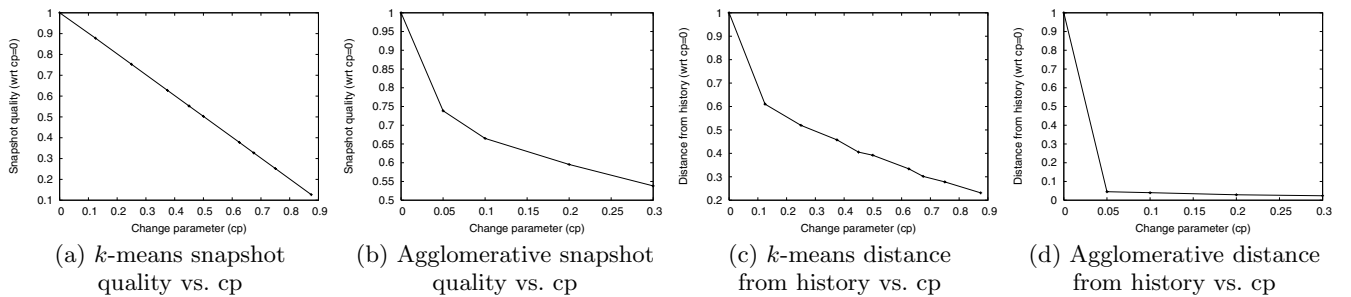 1
0.9
0.8
0.7
0.6
0.5
0.4
0.3
0.2
0.1
0 0.1 0.2 0.3 0.4 0.5 0.6 0.7 0.8 0.9
Snapshot quality (wrt cp=0)
Change parameter (cp)
(a) k-means snapshot
quality vs. cp
1
0.95
0.9
0.85
0.8
0.75
0.7
0.65
0.6
0.55
0.5
0 0.05 0.1 0.15 0.2 0.25 0.3
Snapshot quality (wrt cp=0)
Change parameter (cp)
(b) Agglomerative snapshot
quality vs. cp
1
0.9
0.8
0.7
0.6
0.5
0.4
0.3
0.2
0 0.1 0.2 0.3 0.4 0.5 0.6 0.7 0.8 0.9
Distance from history (wrt cp=0)
Change parameter (cp)
(c) k-means distance
from history vs. cp
1
0.9
0.8
0.7
0.6
0.5
0.4
0.3
0.2
0.1
0
0 0.05 0.1 0.15 0.2 0.25 0.3
Distance from history (wrt cp=0)
Change parameter (cp)
(d) Agglomerative distance
from history vs. cp